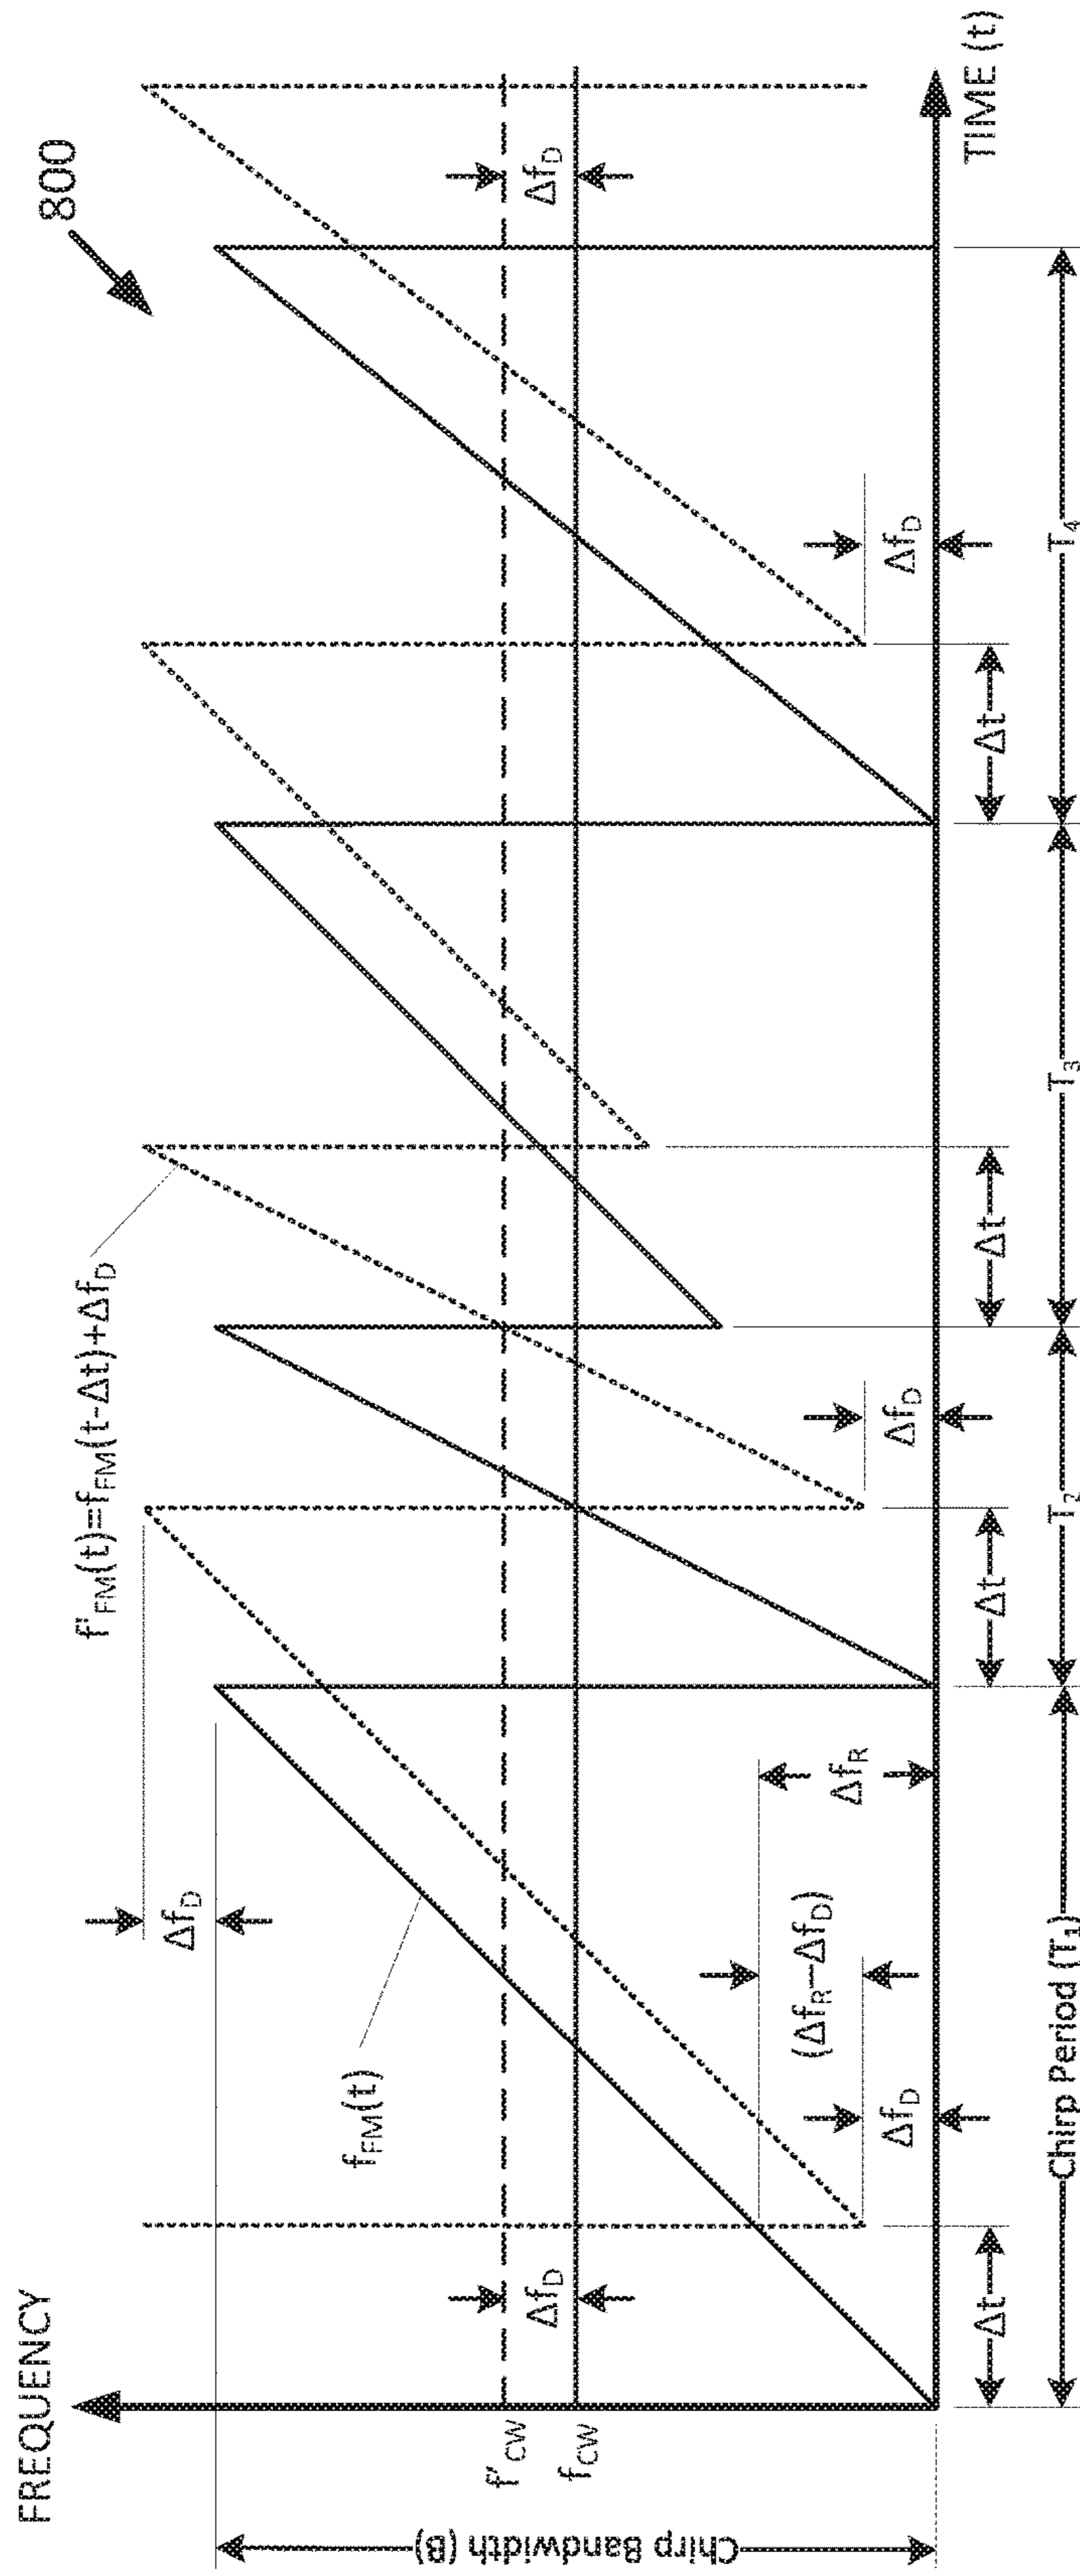 800
FREQUENCY
f'FM(t)=fFM(t-Δt)+ΔfD
ΔfD
fFM(t)
f'CW
ΔfD
ΔfD
fCW
Chirp Bandwidth (B)
(ΔfR—ΔfD)
ΔfR
ΔfD
ΔfD
ΔfD
Δt
Δt
Δt
Δt
TIME (t)
Chirp Period (T1)
T2
T3
T4